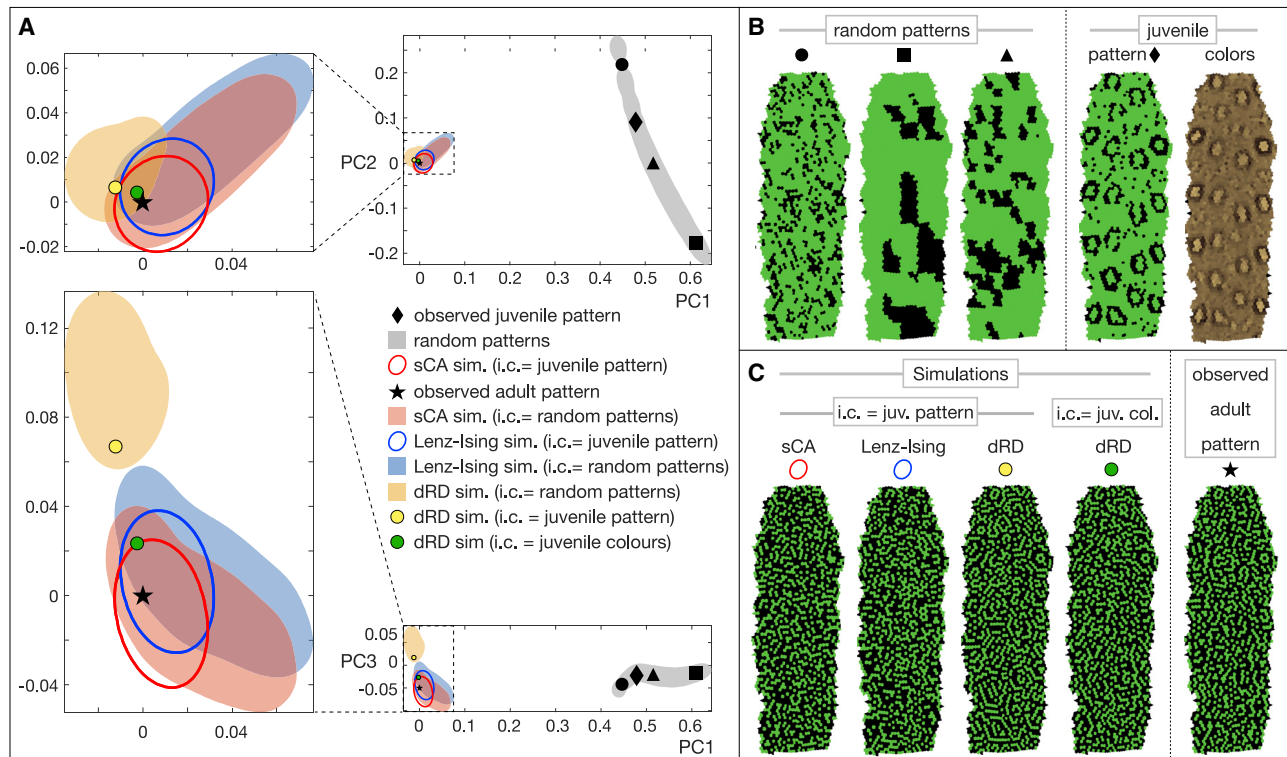 A
0.06
0.04
0.02
0
-0.02
0
0.04
0.2
0.1
PC2
0
-0.1
-0.2
0
0.1
0.2
0.3
0.4
0.5
0.6
PC1
0.12
0.08
0.04
0
-0.04
0
0.04
observed juvenile pattern
random patterns
sCA sim. (i.c.= juvenile pattern)
observed adult pattern
sCA sim. (i.c.= random patterns)
Lenz-Ising sim. (i.c.= juvenile pattern)
Lenz-Ising sim. (i.c.= random patterns)
dRD sim. (i.c.= random patterns)
dRD sim. (i.c.= juvenile pattern)
dRD sim (i.c.= juvenile colours)
0.05
PC3
0
-0.05
0
0.1
0.2
0.3
0.4
0.5
0.6
PC1
B
random patterns
juvenile
pattern
colors
C
Simulations
i.c. = juv. pattern
i.c.= juv. col.
sCA
Lenz-Ising
dRD
dRD
observed
adult
pattern